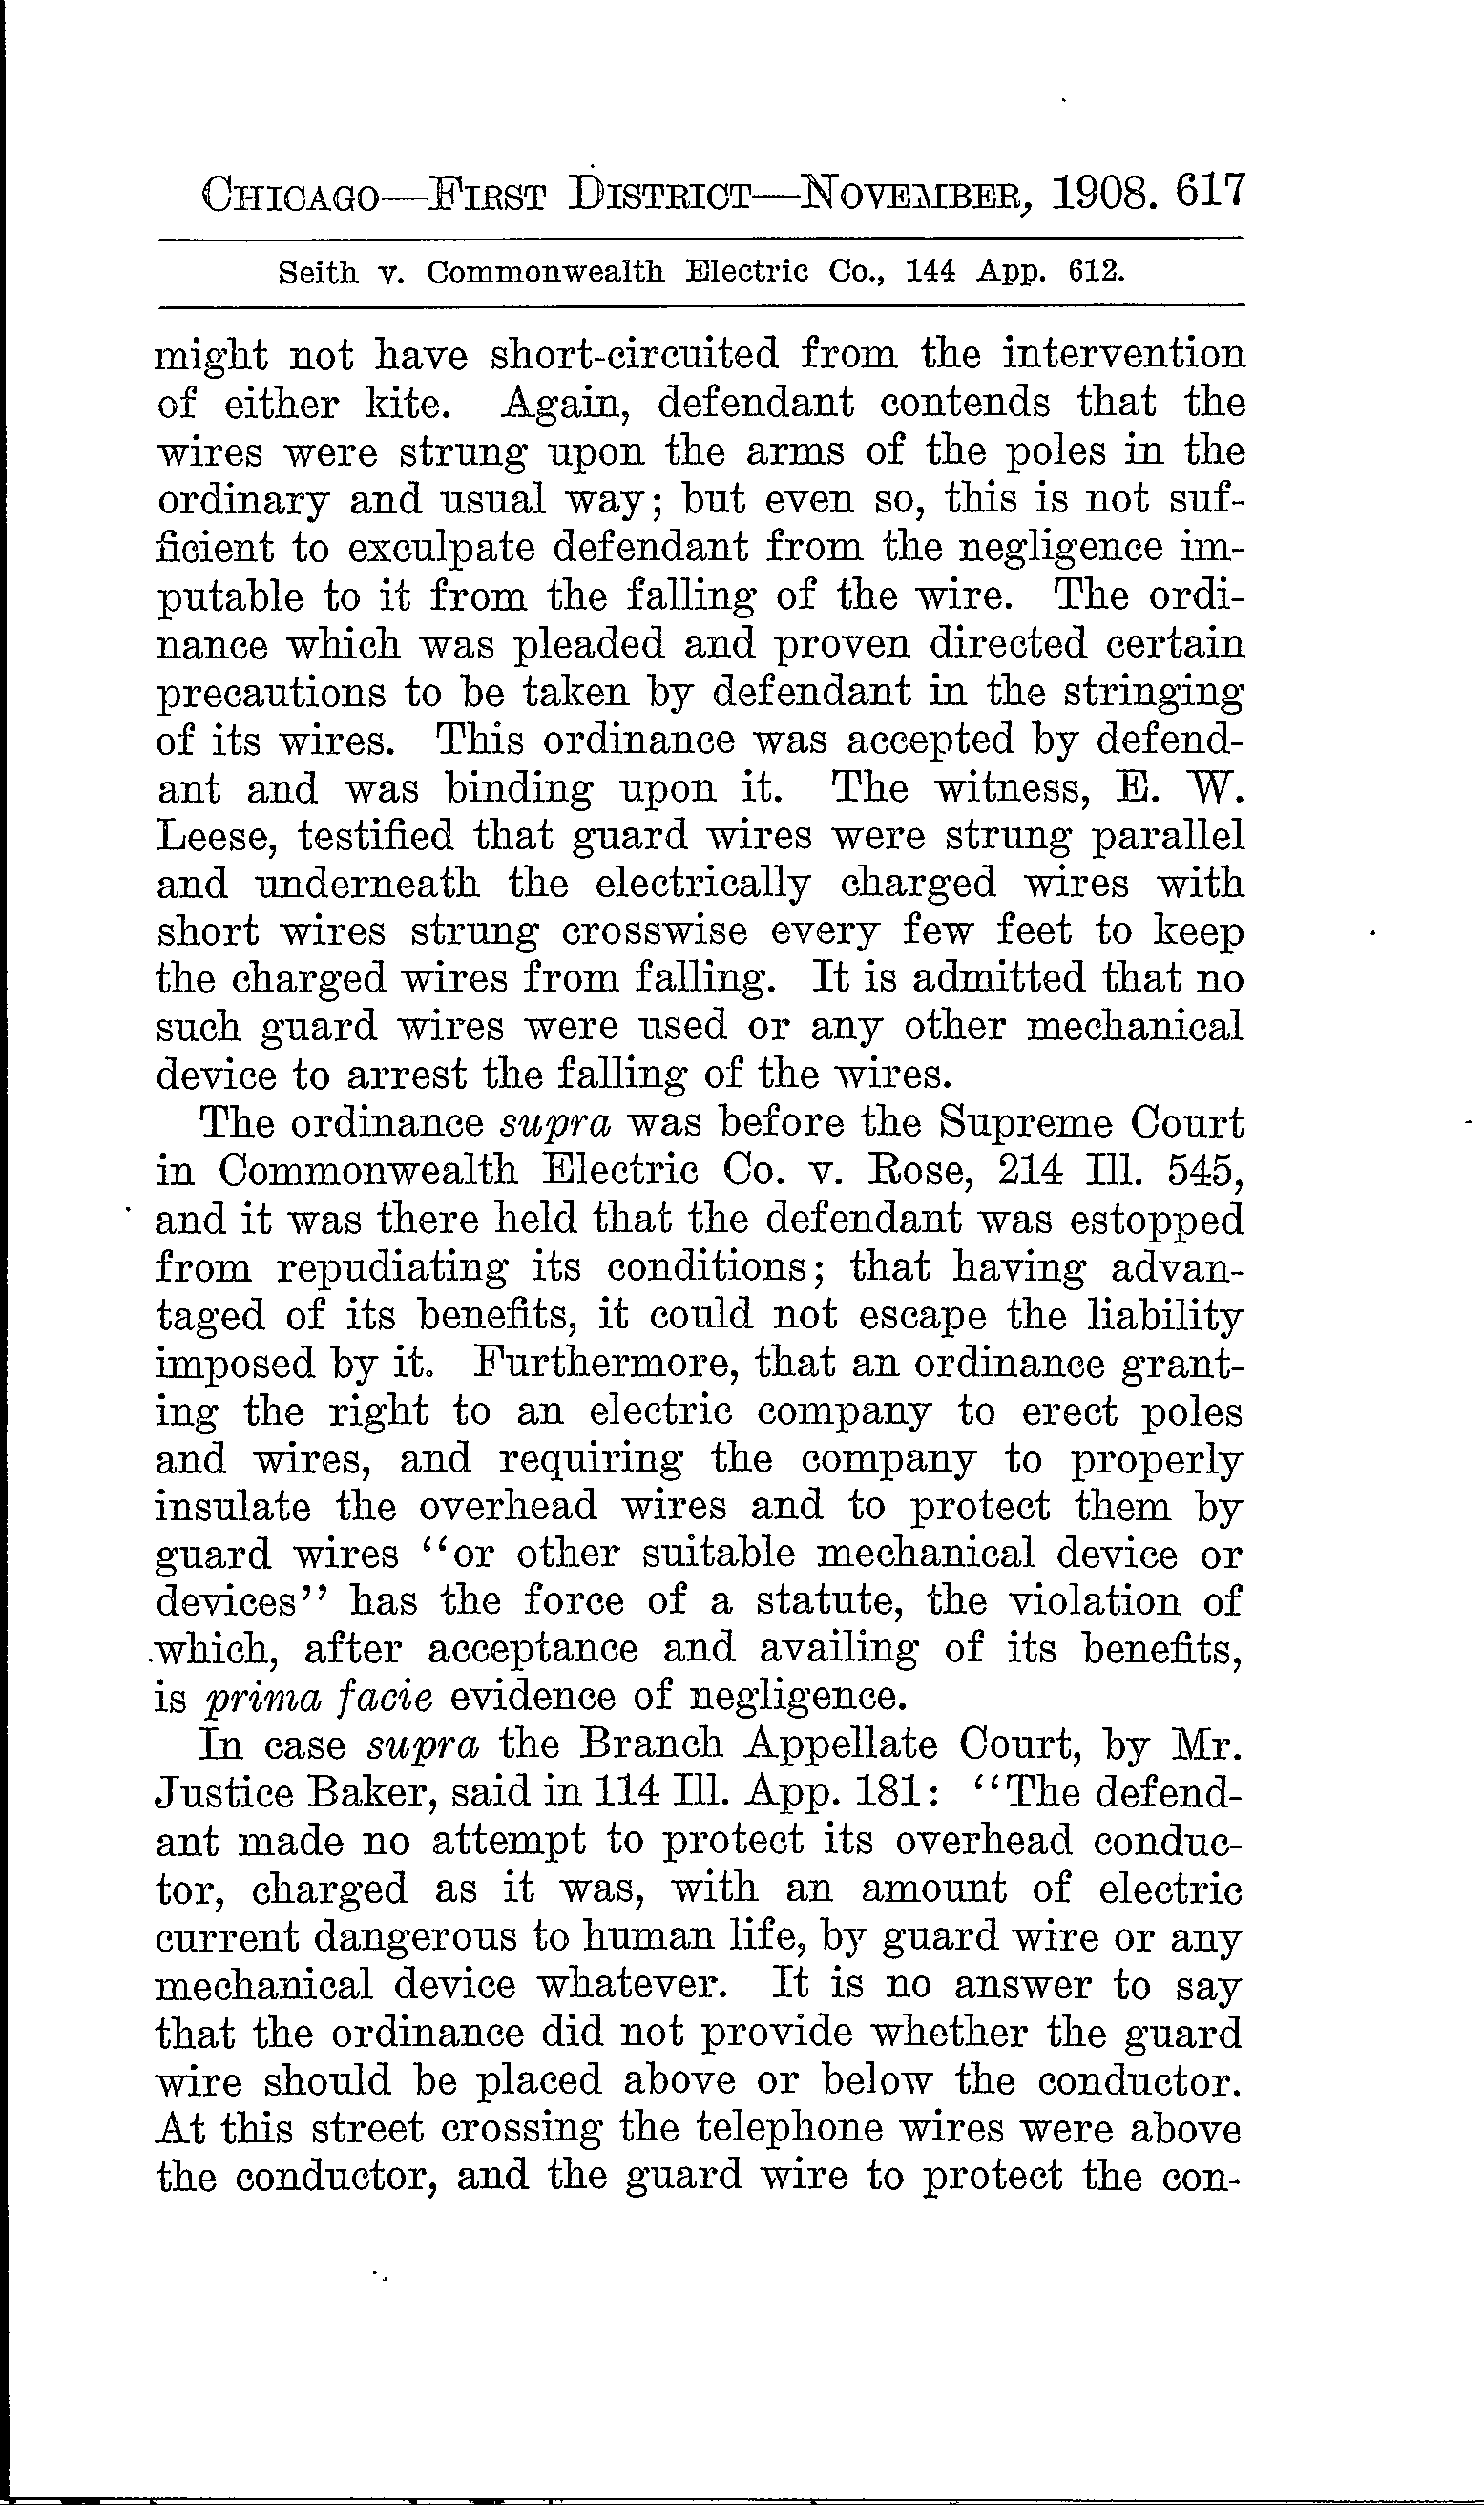 CHICAGO—FIRST DISTRICT—NOVEMBER, 1908. 617
Seith v. Commonwealth Electric Co., 144 App. 612.
might not have short-circuited from the intervention
of either kite. Again, defendant contends that the
wires were strung upon the arms of the poles in the
ordinary and usual way; but even so, this is not suf-
ficient to exculpate defendant from the negligence im-
putable to it from the falling of the wire. The ordi-
nance which was pleaded and proven directed certain
precautions to be taken by defendant in the stringing
of its wires. This ordinance was accepted by defend-
ant and was binding upon it. The witness, E. W.
Leese, testified that guard wires were strung parallel
and underneath the electrically charged wires with
short wires strung crosswise every few feet to keep
the charged wires from falling. It is admitted that no
such guard wires were used or any other mechanical
device to arrest the falling of the wires.
The ordinance supra was before the Supreme Court
in Commonwealth Electric Co. v. Rose, 214 Ill. 545,
and it was there held that the defendant was estopped
from repudiating its conditions; that having advan-
taged of its benefits, it could not escape the liability
imposed by it. Furthermore, that an ordinance grant-
ing the right to an electric company to erect poles
and wires, and requiring the company to properly
insulate the overhead wires and to protect them by
guard wires "or other suitable mechanical device or
devices" has the force of a statute, the violation of
which, after acceptance and availing of its benefits,
is prima facie evidence of negligence.
In case supra the Branch Appellate Court, by Mr.
Justice Baker, said in 114 Ill. App. 181: "The defend-
ant made no attempt to protect its overhead conduc-
tor, charged as it was, with an amount of electric
current dangerous to human life, by guard wire or any
mechanical device whatever. It is no answer to say
that the ordinance did not provide whether the guard
wire should be placed above or below the conductor.
At this street crossing the telephone wires were above
the conductor, and the guard wire to protect the con-